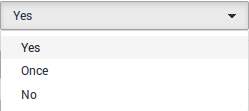 Yes
Yes
Once
No